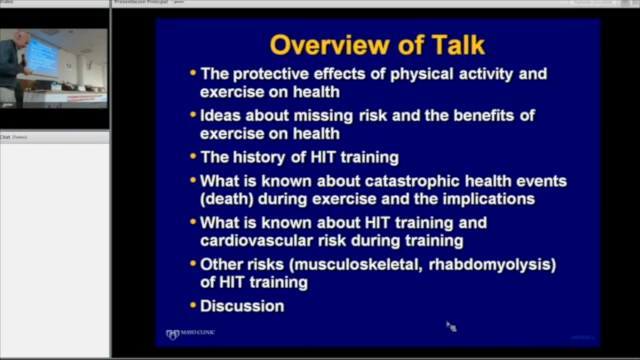 Presentacion Principal
Overview of Talk
• The protective effects of physical activity and
exercise on health
• Ideas about missing risk and the benefits of
exercise on health
• The history of HIT training
• What is known about catastrophic health events
(death) during exercise and the implications
• What is known about HIT training and
cardiovascular risk during training
• Other risks (musculoskeletal, rhabdomyolysis)
of HIT training
• Discussion
Chat
MAYO CLINIC